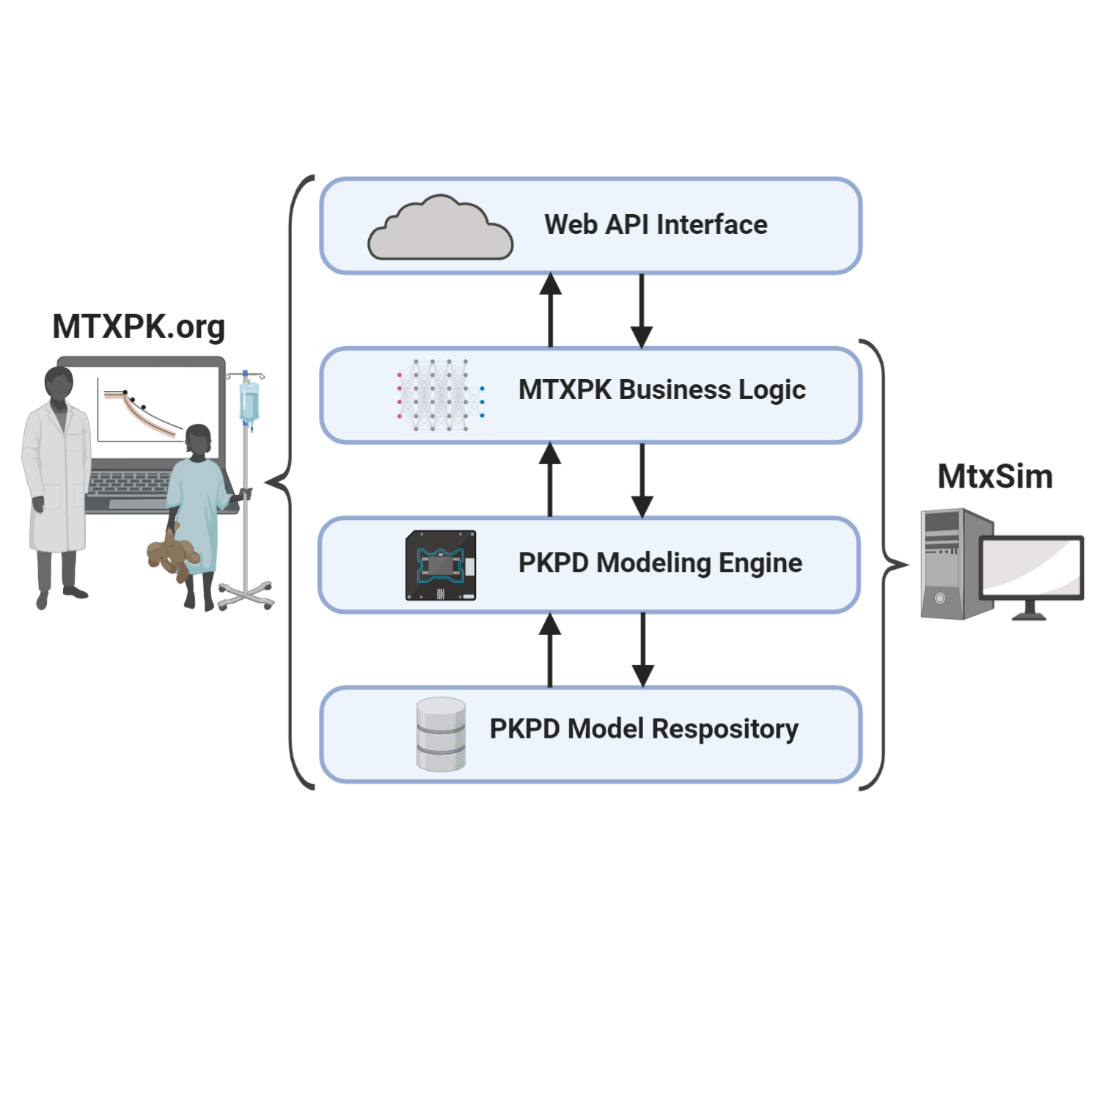 Web API Interface
MTXPK.org
MTXPK Business Logic
MtxSim
PKPD Modeling Engine
PKPD Model Respository